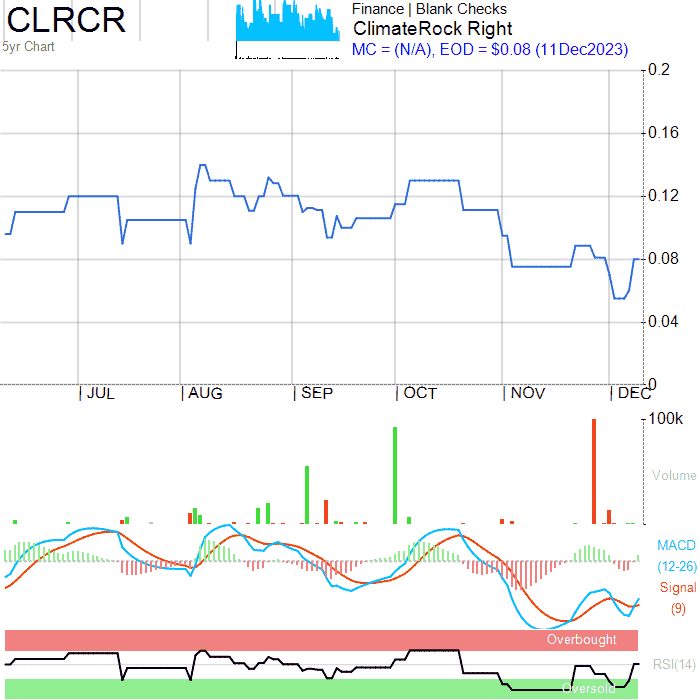 CLRCR
5yr Chart
Finance | Blank Checks
ClimateRock Right
MC = (N/A), EOD = $0.08 (11Dec2023)
0.2
0.16
0.12
0.08
0.04
0
| JUL | AUG | SEP | OCT | NOV | DEC
100k
Volume
MACD
(12-26)
Signal
(9)
Overbought
RSI(14)
Oversold